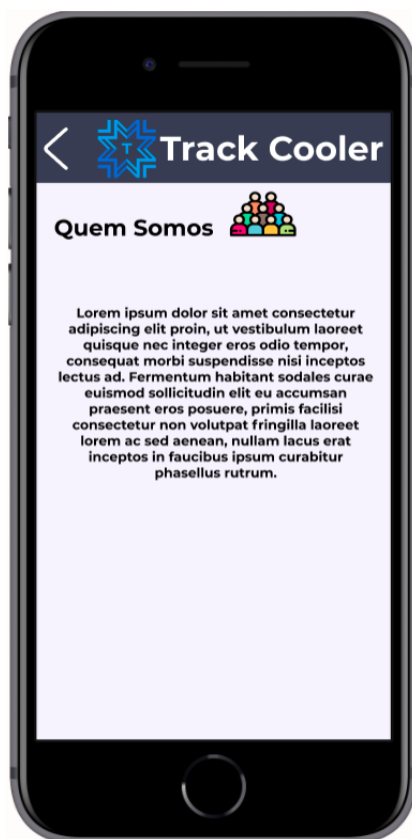 T
Track Cooler
Quem Somos
Lorem ipsum dolor sit amet consectetur
adipiscing elit proin, ut vestibulum laoreet
quisque nec integer eros odio tempor,
consequat morbi suspendisse nisi inceptos
lectus ad. Fermentum habitant sodales curae
euismod sollicitudin elit eu accumsan
praesent eros posuere, primis facilisi
consectetur non volutpat fringilla laoreet
lorem ac sed aenean, nullam lacus erat
inceptos in faucibus ipsum curabitur
phasellus rutrum.